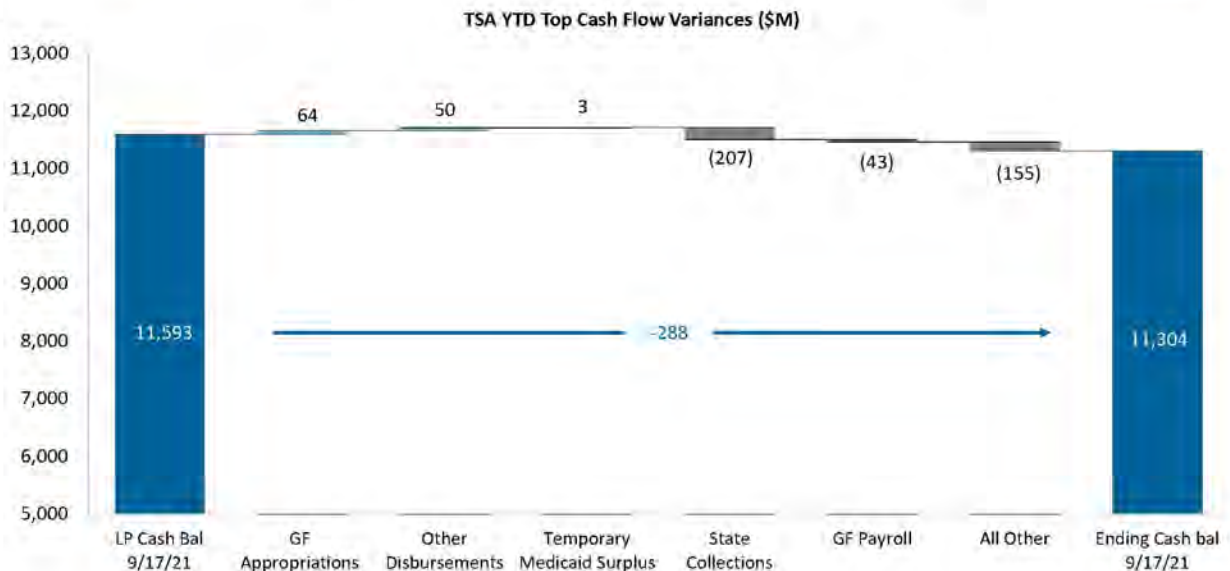 TSA YTD Top Cash Flow Variances ($M)
13,000
12,000
11,000
10,000
9,000
8,000
7,000
6,000
5,000
64
50
3
(207)
(43)
(155)
11,593
-288
11,304
LP Cash Bal
9/17/21
GF
Appropriations
Other
Disbursements
Temporary
Medicaid Surplus
State
Collections
GF Payroll
All Other
Ending Cash bal
9/17/21